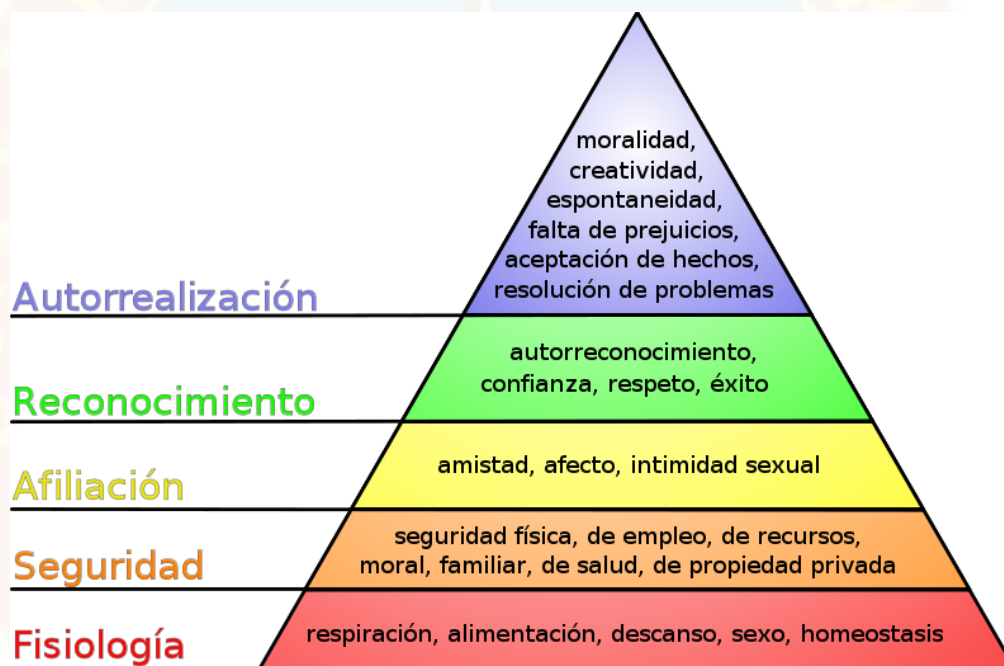 moralidad,
creatividad,
espontaneidad,
falta de prejuicios,
aceptación de hechos,
resolución de problemas
Autorrealización
autorreconocimiento,
confianza, respeto, éxito
Reconocimiento
amistad, afecto, intimidad sexual
Afiliación
seguridad física, de empleo, de recursos,
moral, familiar, de salud, de propiedad privada
Seguridad
respiración, alimentación, descanso, sexo, homeostasis
Fisiología